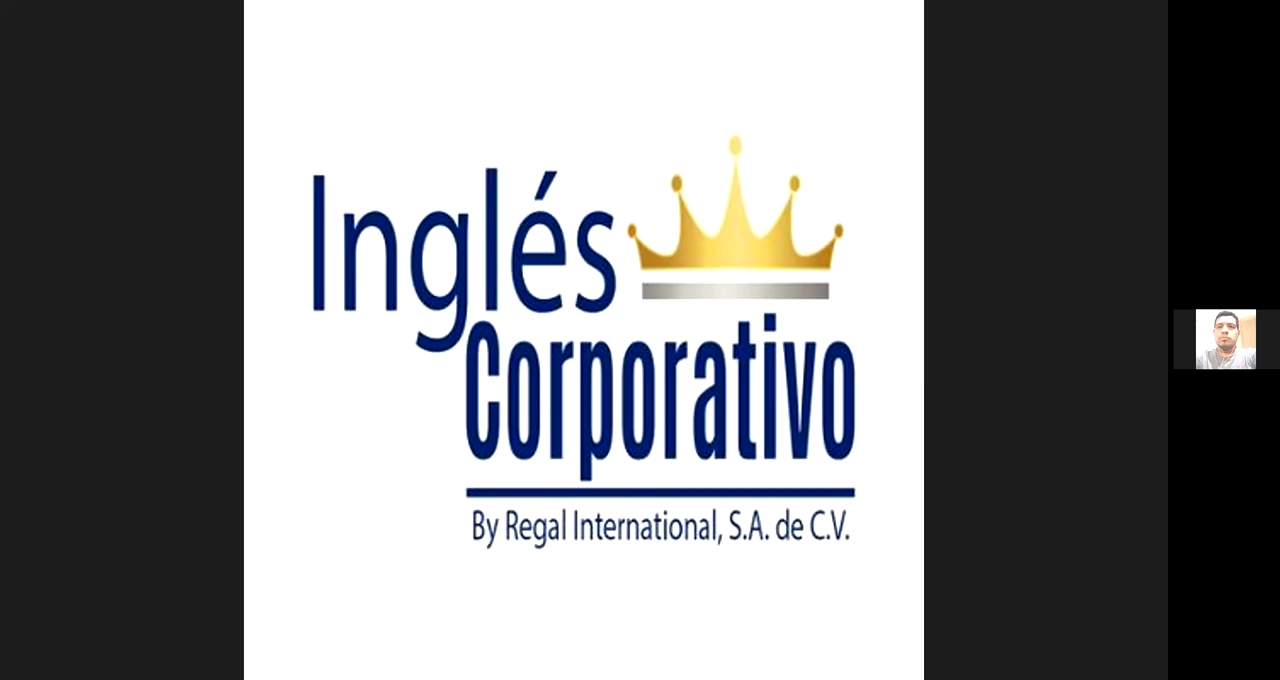 Inglés
Corporativo
By Regal International, S.A. de C.V.